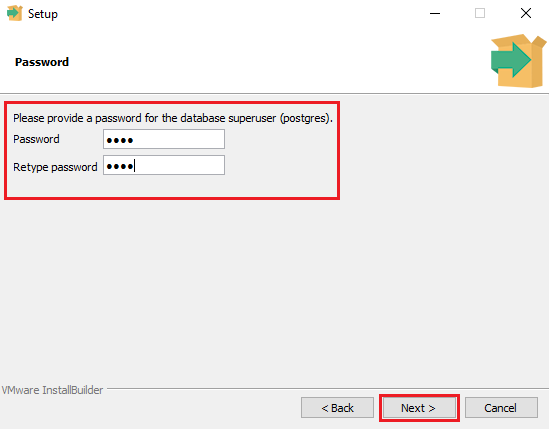 Setup
Password
Please provide a password for the database superuser (postgres).
Password ●●●●
Retype password ●●●●
VMware InstallBuilder
< Back Next > Cancel